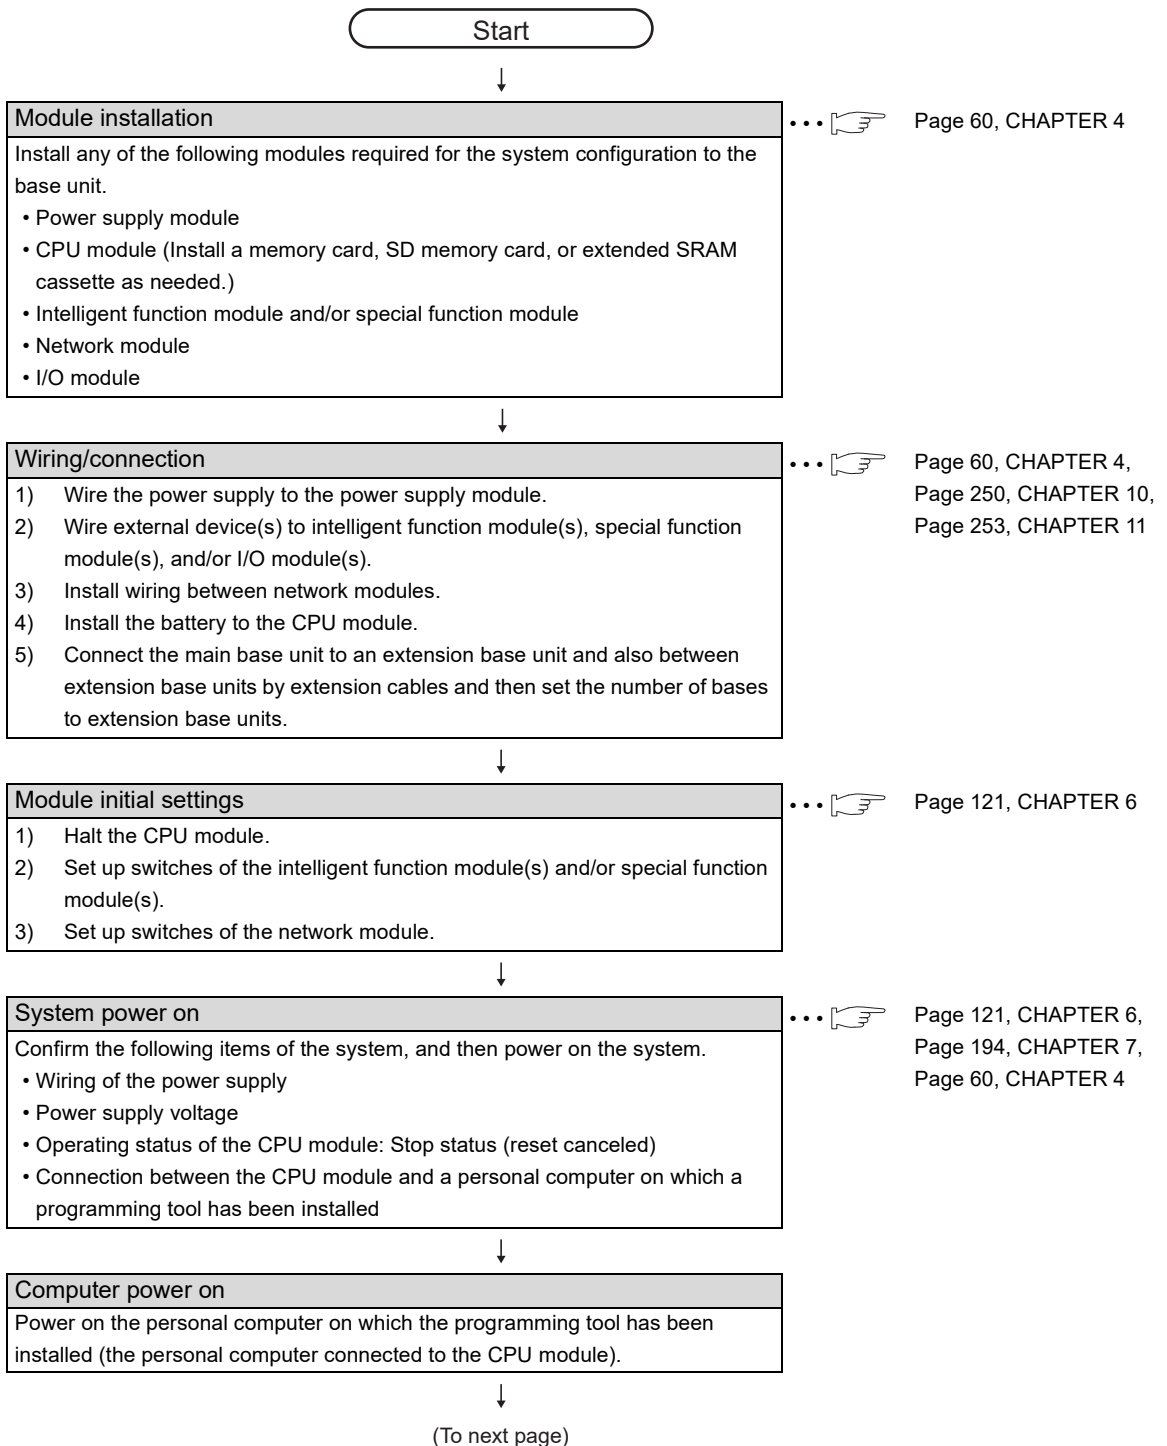 Start
Module installation
Page 60, CHAPTER 4
Install any of the following modules required for the system configuration to the
base unit.
• Power supply module
• CPU module (Install a memory card, SD memory card, or extended SRAM
cassette as needed.)
• Intelligent function module and/or special function module
• Network module
• I/O module
Wiring/connection
Page 60, CHAPTER 4,
Page 250, CHAPTER 10,
Page 253, CHAPTER 11
1) Wire the power supply to the power supply module.
2) Wire external device(s) to intelligent function module(s), special function
module(s), and/or I/O module(s).
3) Install wiring between network modules.
4) Install the battery to the CPU module.
5) Connect the main base unit to an extension base unit and also between
extension base units by extension cables and then set the number of bases
to extension base units.
Module initial settings
Page 121, CHAPTER 6
1) Halt the CPU module.
2) Set up switches of the intelligent function module(s) and/or special function
module(s).
3) Set up switches of the network module.
System power on
Page 121, CHAPTER 6,
Page 194, CHAPTER 7,
Page 60, CHAPTER 4
Confirm the following items of the system, and then power on the system.
• Wiring of the power supply
• Power supply voltage
• Operating status of the CPU module: Stop status (reset canceled)
• Connection between the CPU module and a personal computer on which a
programming tool has been installed
Computer power on
Power on the personal computer on which the programming tool has been
installed (the personal computer connected to the CPU module).
(To next page)